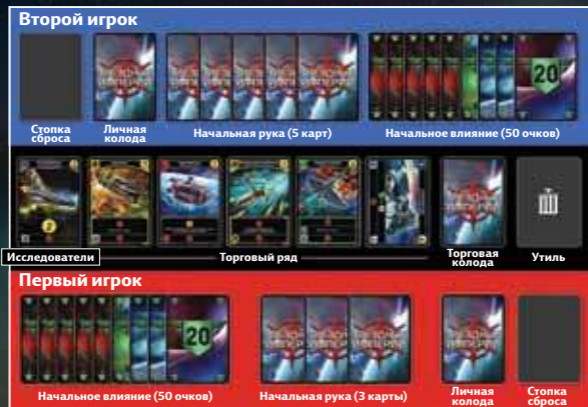 Второй игрок
20
Стопка
сброса
Личная
колода
Начальная рука (5 карт)
Начальное влияние (50 очков)
2
Исследователи
Торговый ряд
Торговая
колода
Утиль
Первый игрок
20
Начальное влияние (50 очков)
Начальная рука (3 карты)
Личная
колода
Стопка
сброса